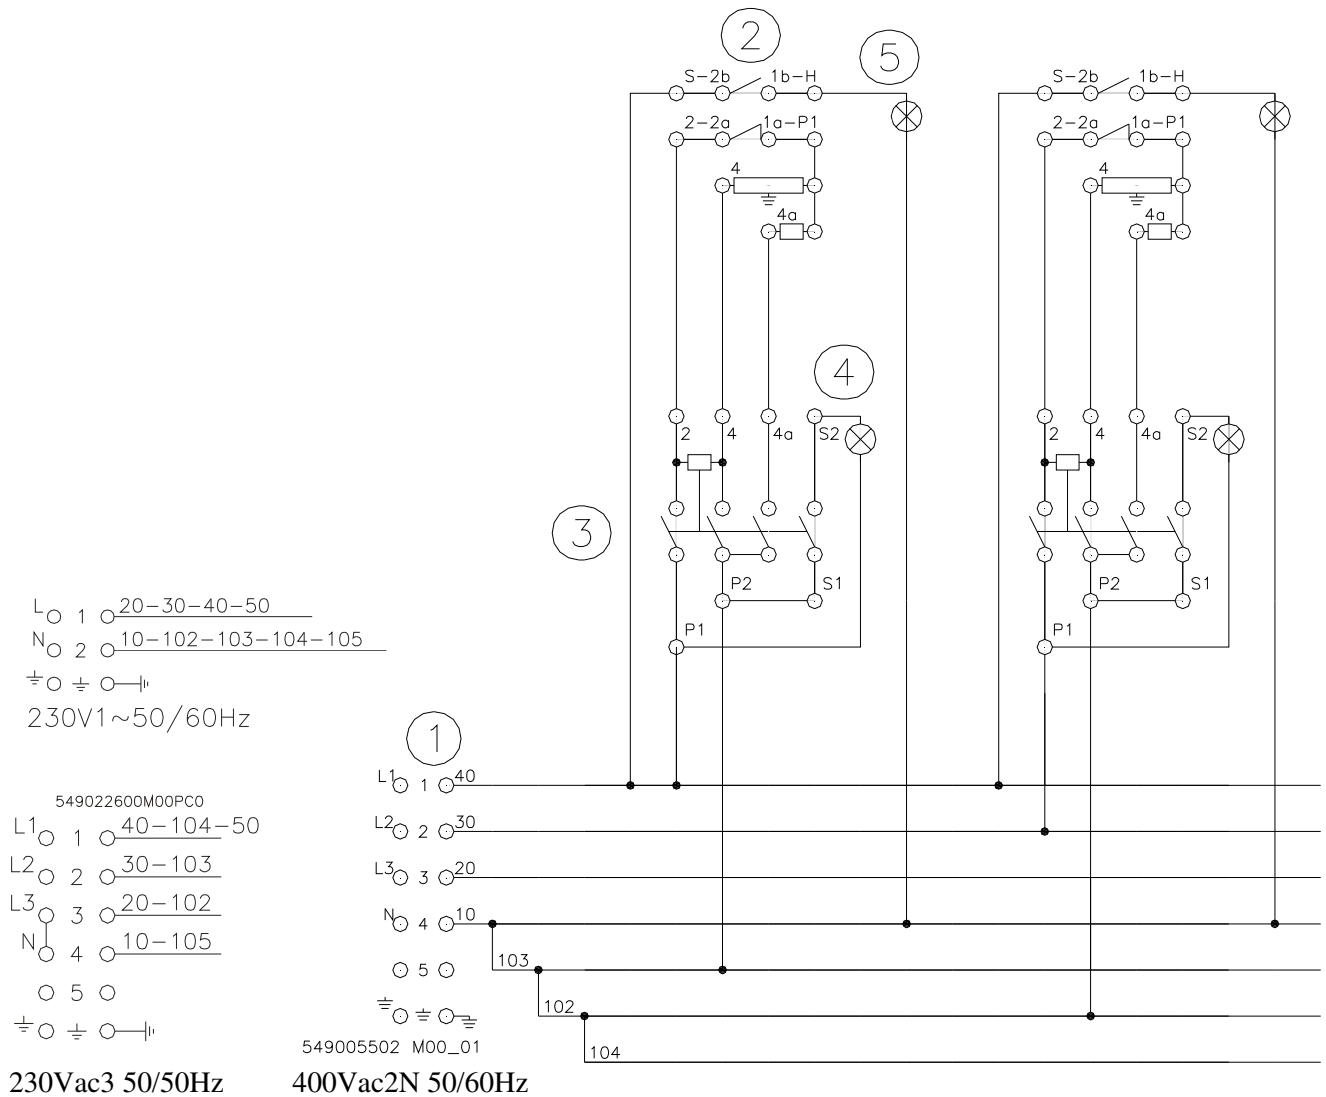 2
5
S-2b 1b-H
S-2b 1b-H
2-2a 1a-P1
2-2a 1a-P1
4
4
4a
4a
4
2 4 4a S2
2 4 4a S2
3
P2 S1
P2 S1
P1
P1
L 1 20-30-40-50
N 2 10-102-103-104-105
230V1~50/60Hz
1
L1 1 40
L2 2 30
L3 3 20
N 4 10
5
103
102
104
549005502 M00_01
400Vac2N 50/60Hz
549022600M00PC0
L1 1 40-104-50
L2 2 30-103
L3 3 20-102
N 4 10-105
5
230Vac3 50/50Hz